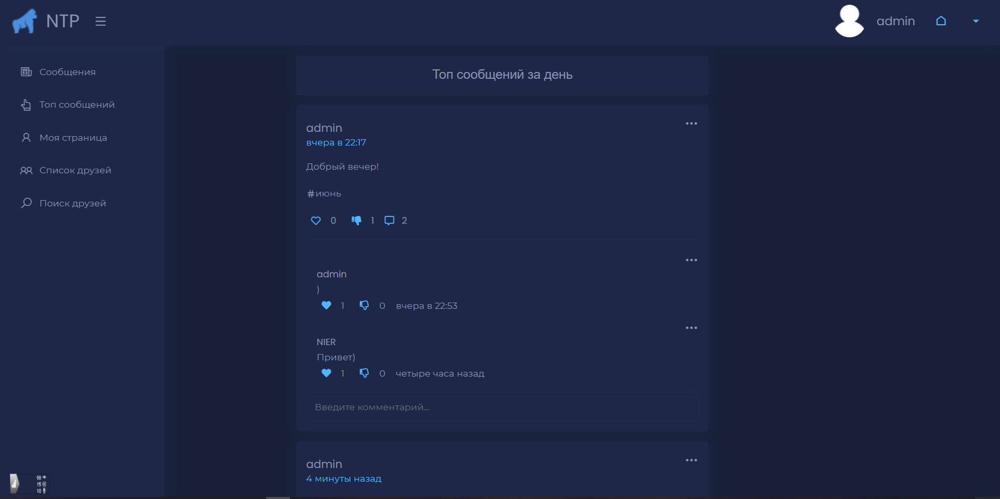 NTP
admin
Сообщения
Топ сообщений
Моя страница
Список друзей
Поиск друзей
Топ сообщений за день
admin
вчера в 22:17
Добрый вечер!
#июнь
0 1 2
admin
)
1 0 вчера в 22:53
NIER
Привет)
1 0 четыре часа назад
Введите комментарий...
admin
4 минуты назад
98
15
10